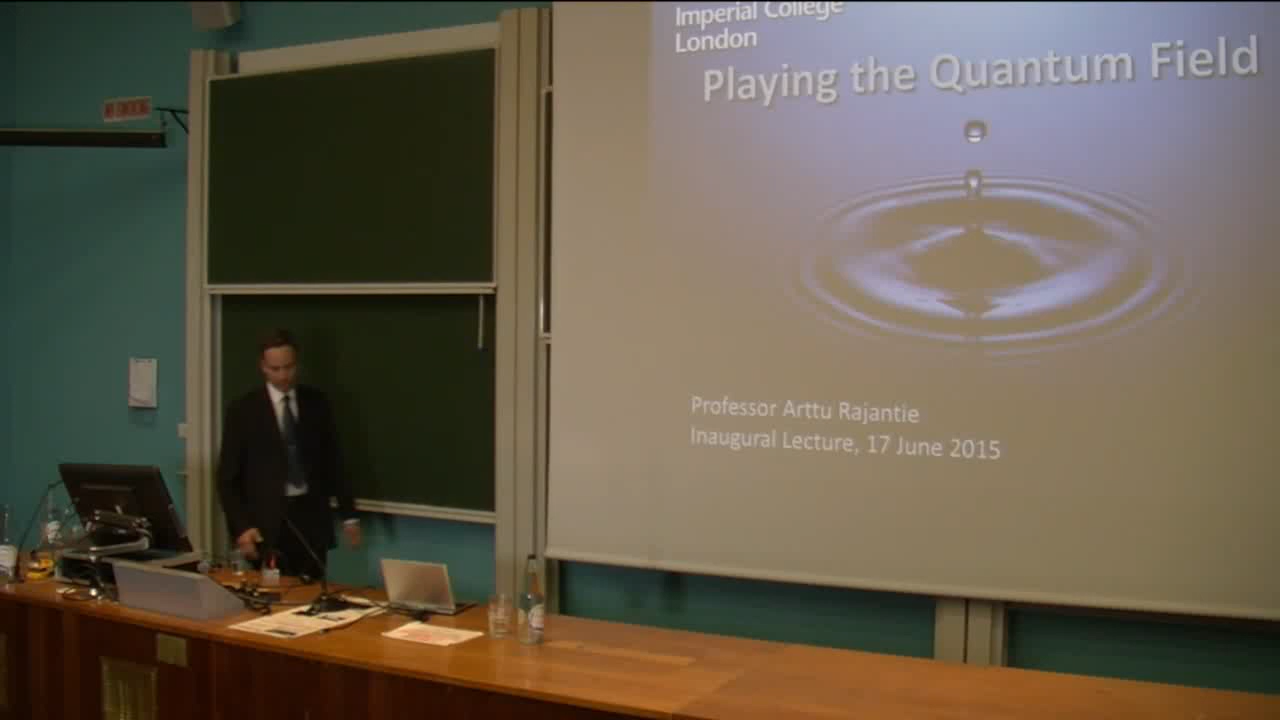 Imperial College
London
Playing the Quantum Field
Professor Arttu Rajantie
Inaugural Lecture, 17 June 2015